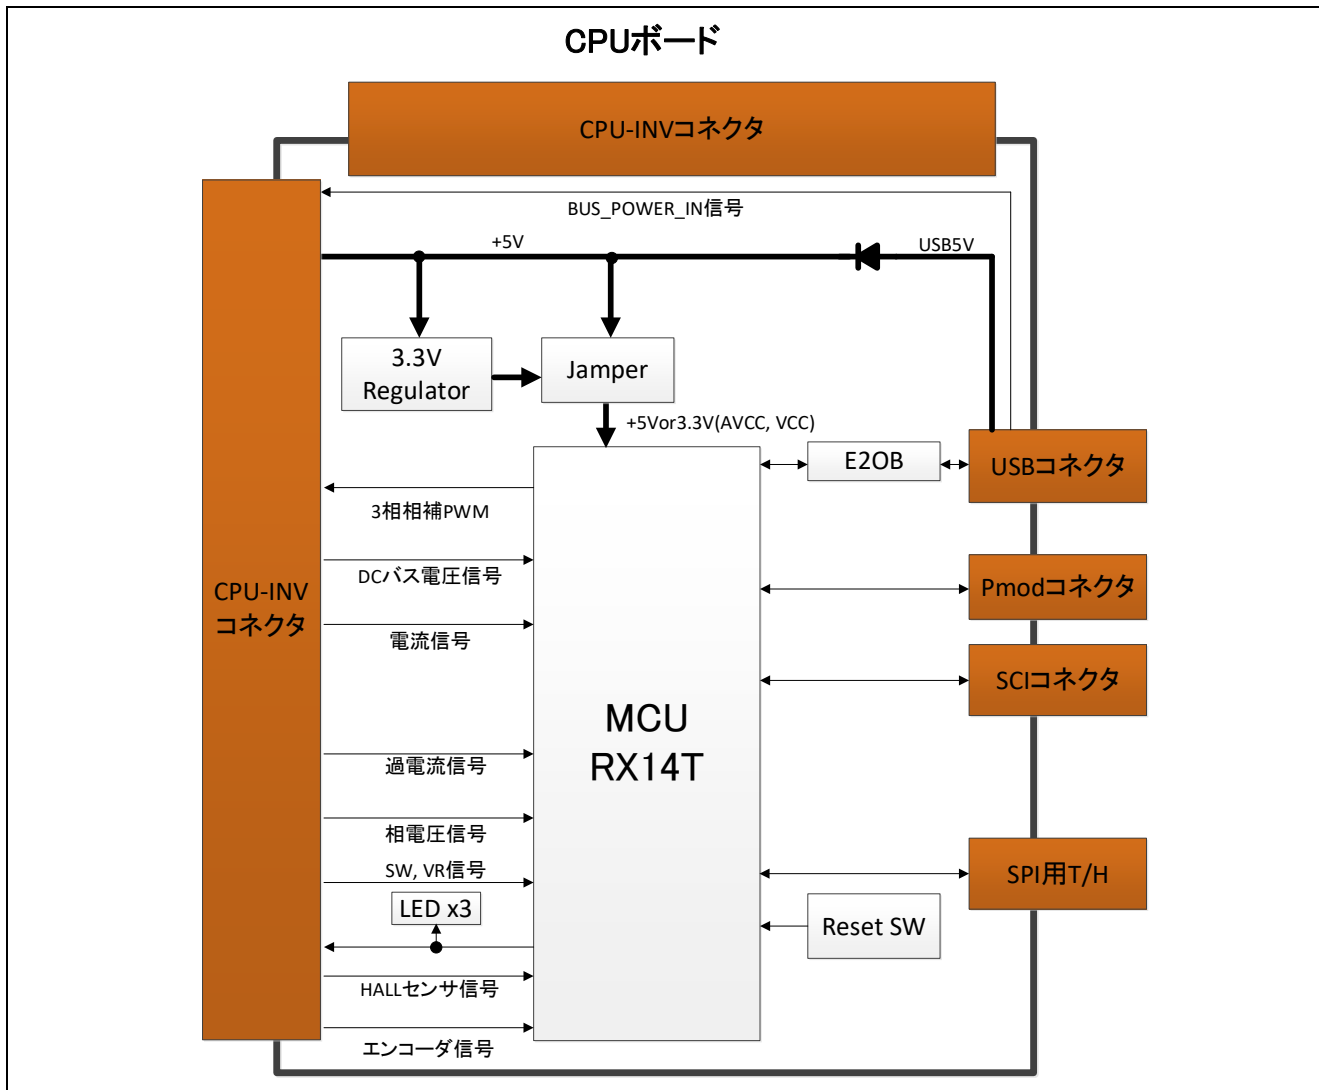 CPUボード
CPU-INVコネクタ
BUS_POWER_IN信号
+5V
USB5V
3.3V
Regulator
Jamper
+5Vor3.3V(AVCC, VCC)
E2OB
USBコネクタ
3相相補PWM
DCバス電圧信号
CPU-INV
コネクタ
Pmodコネクタ
電流信号
SCIコネクタ
MCU
RX14T
過電流信号
相電圧信号
SW, VR信号
SPI用T/H
LED x3
Reset SW
HALLセンサ信号
エンコーダ信号